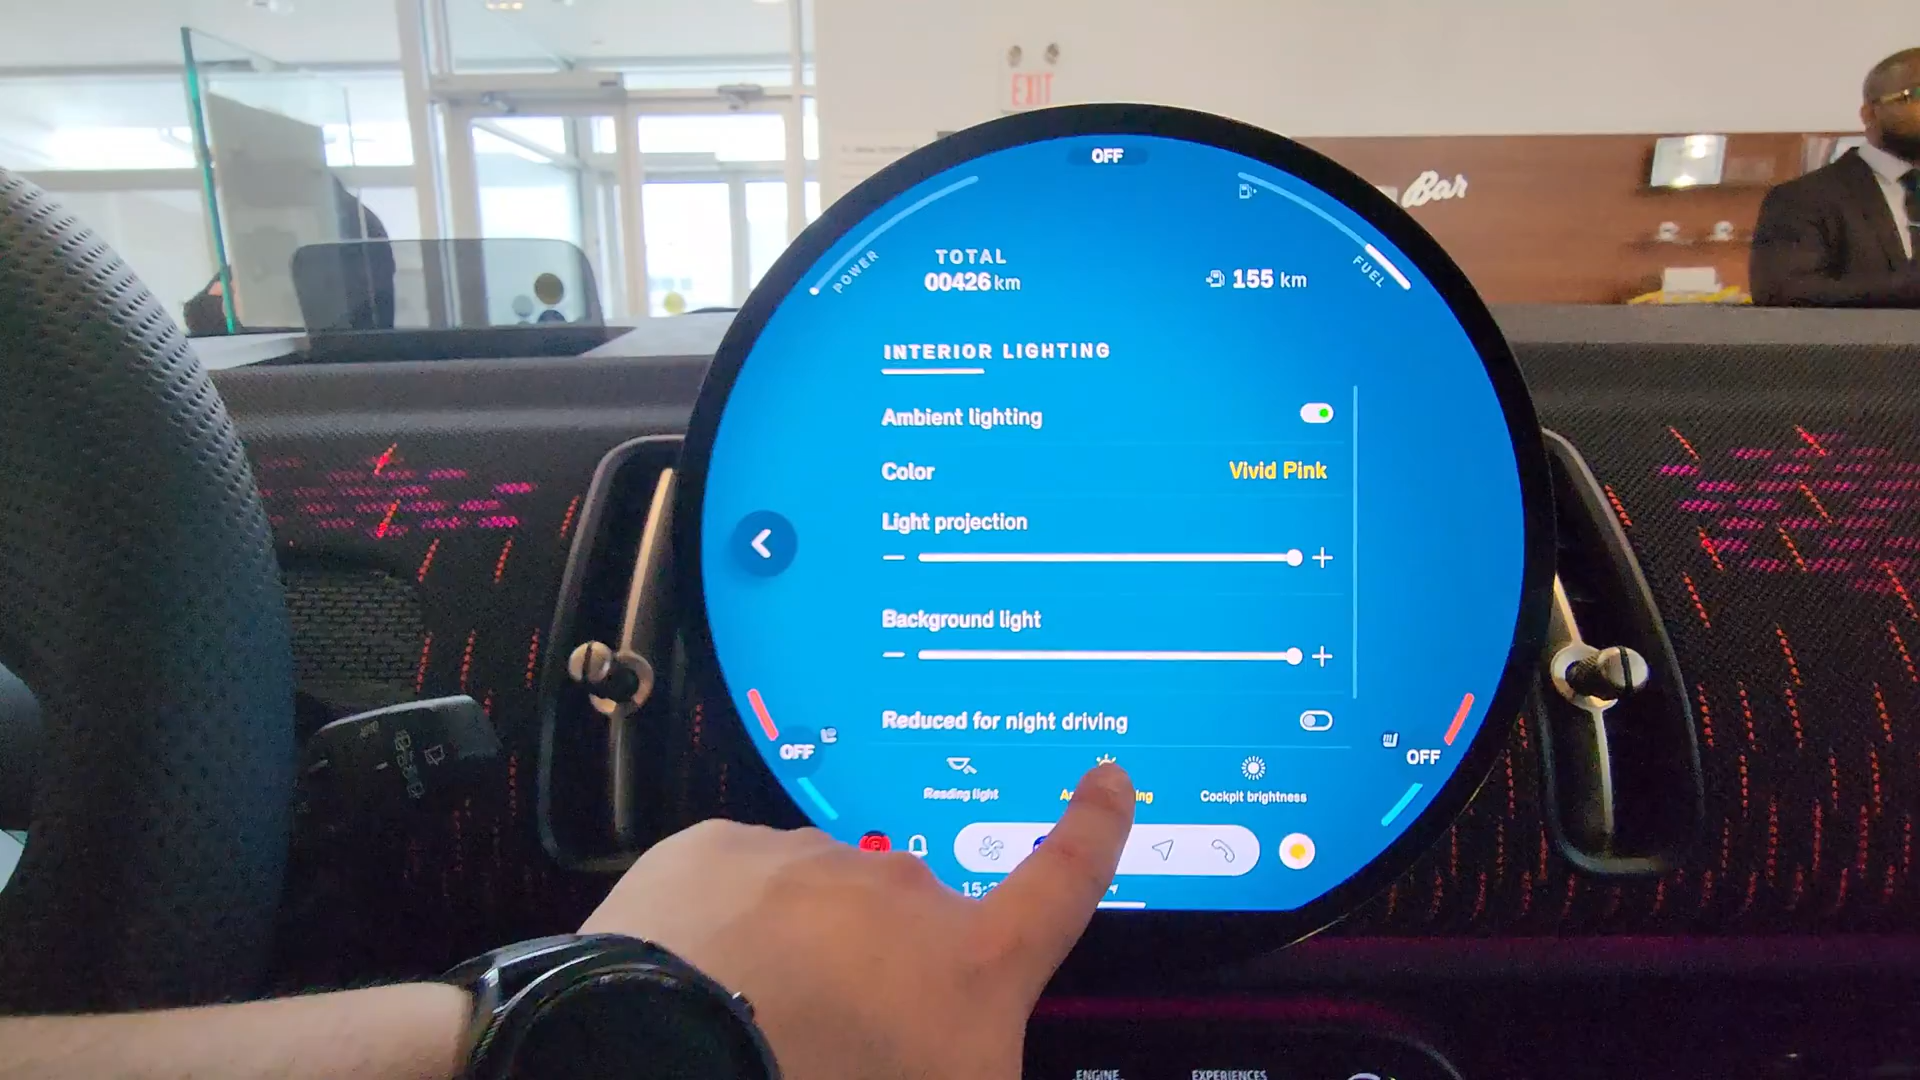 EXIT
OFF
Bar
POWER
FUEL
TOTAL
00426 km
155 km
INTERIOR LIGHTING
Ambient lighting
Color
Vivid Pink
Light projection
Background light
Reduced for night driving
OFF
OFF
Reading light
Cockpit brightness
ENGINE
EXPERIENCES